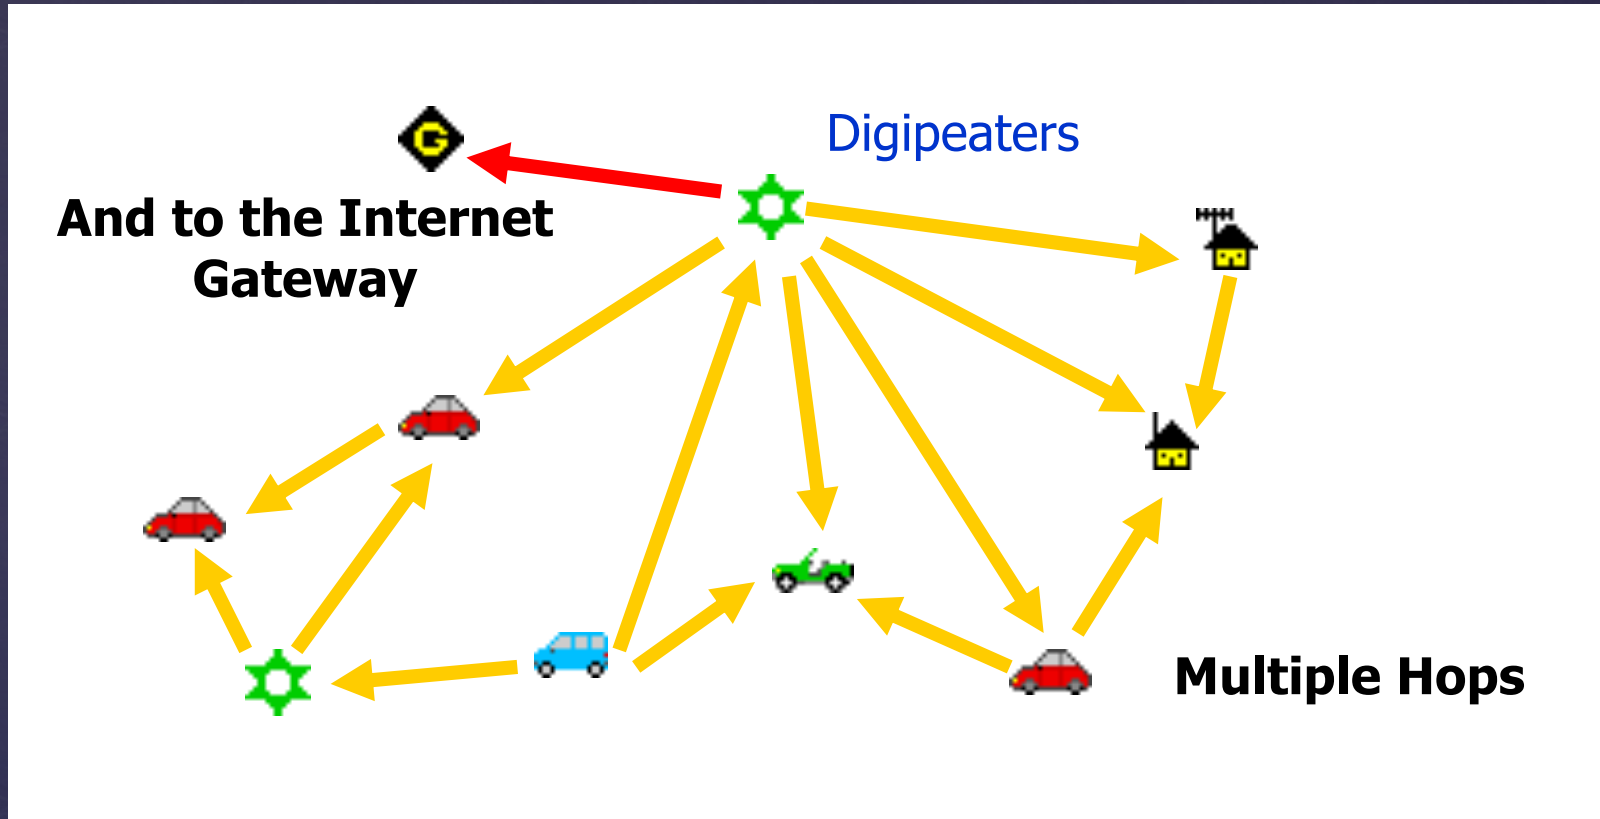 G
Digipeaters
And to the Internet
Gateway
Multiple Hops